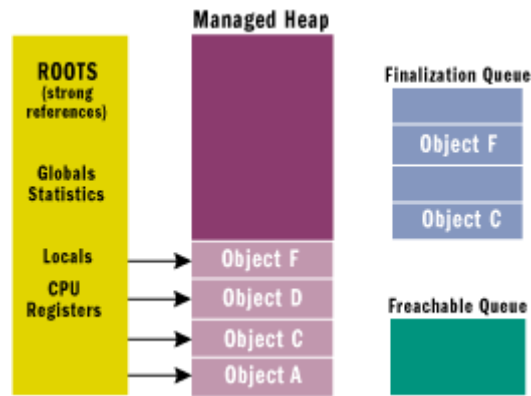 Managed Heap
ROOTS
(strong
references)
Globals
Statistics
Locals
CPU
Registers
Object F
Object D
Object C
Object A
Finalization Queue
Object F
Object C
Freachable Queue